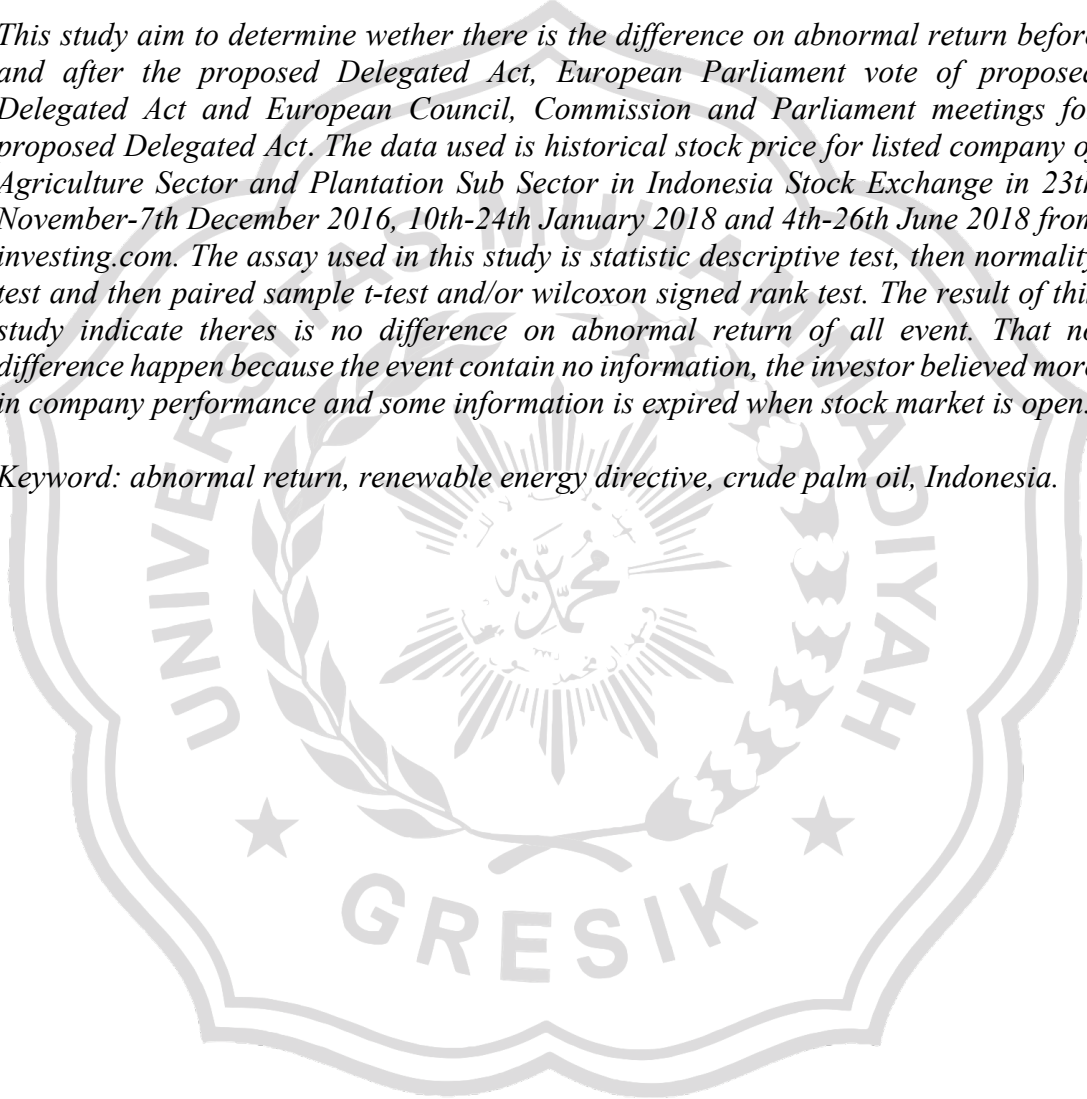 This study aim to determine wether there is the difference on abnormal return before
and after the proposed Delegated Act, European Parliament vote of proposed
Delegated Act and European Council, Commission and Parliament meetings for
proposed Delegated Act. The data used is historical stock price for listed company of
Agriculture Sector and Plantation Sub Sector in Indonesia Stock Exchange in 23th
November-7th December 2016, 10th-24th January 2018 and 4th-26th June 2018 from
investing.com. The assay used in this study is statistic descriptive test, then normality
test and then paired sample t-test and/or wilcoxon signed rank test. The result of this
study indicate theres is no difference on abnormal return of all event. That no
difference happen because the event contain no information, the investor believed more
in company performance and some information is expired when stock market is open.
Keyword: abnormal return, renewable energy directive, crude palm oil, Indonesia.
UNIVERSITAS MUHAMMADIYAH
GRESIK